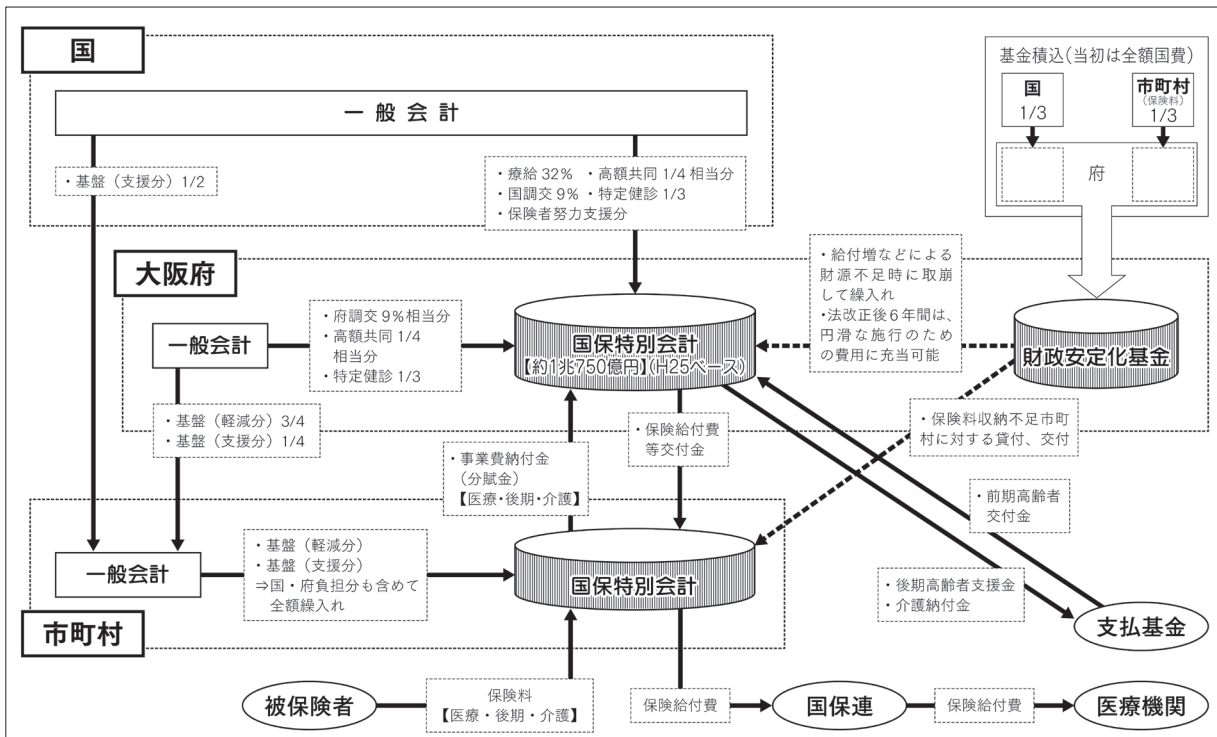 国
一般会計
・基盤（支援分）1/2
・療給 32％ ・高額共同 1/4 相当分
・国調交 9％ ・特定健診 1/3
・保険者努力支援分
基金積込（当初は全額国費）
国
1/3
市町村
（保険料）
1/3
府
大阪府
一般会計
・府調交 9％相当分
・高額共同 1/4
相当分
・特定健診 1/3
国保特別会計
【約1兆750億円】（H25ベース）
・給付増などによる
財源不足時に取崩
して繰入れ
・法改正後６年間は、
円滑な施行のため
の費用に充当可能
財政安定化基金
・基盤（軽減分）3/4
・基盤（支援分）1/4
・事業費納付金
（分賦金）
【医療・後期・介護】
・保険給付費
等交付金
・保険料収納不足市町
村に対する貸付、交付
・前期高齢者
交付金
一般会計
・基盤（軽減分）
・基盤（支援分）
⇒国・府負担分も含めて
全額繰入れ
国保特別会計
・後期高齢者支援金
・介護納付金
市町村
支払基金
被保険者
保険料
【医療・後期・介護】
保険給付費
国保連
保険給付費
医療機関